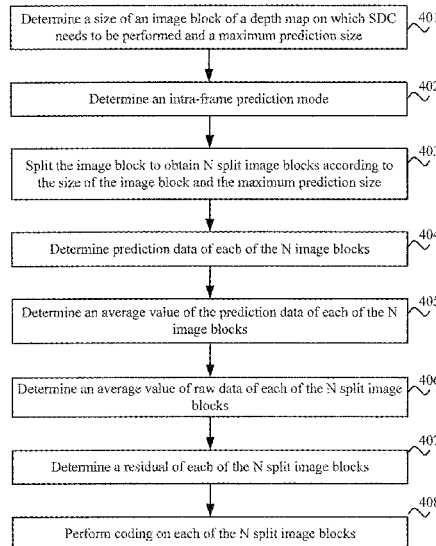 Determine a size of an image block of a depth map on which SDC
needs to be performed and a maximum prediction size
401
Determine an intra-frame prediction mode
402
Split the image block to obtain N split image blocks according to
the size of the image block and the maximum prediction size
403
Determine prediction data of each of the N image blocks
404
Determine an average value of the prediction data of each of the N
image blocks
405
Determine an average value of raw data of each of the N split image
blocks
406
Determine a residual of each of the N split image blocks
407
Perform coding on each of the N split image blocks
408